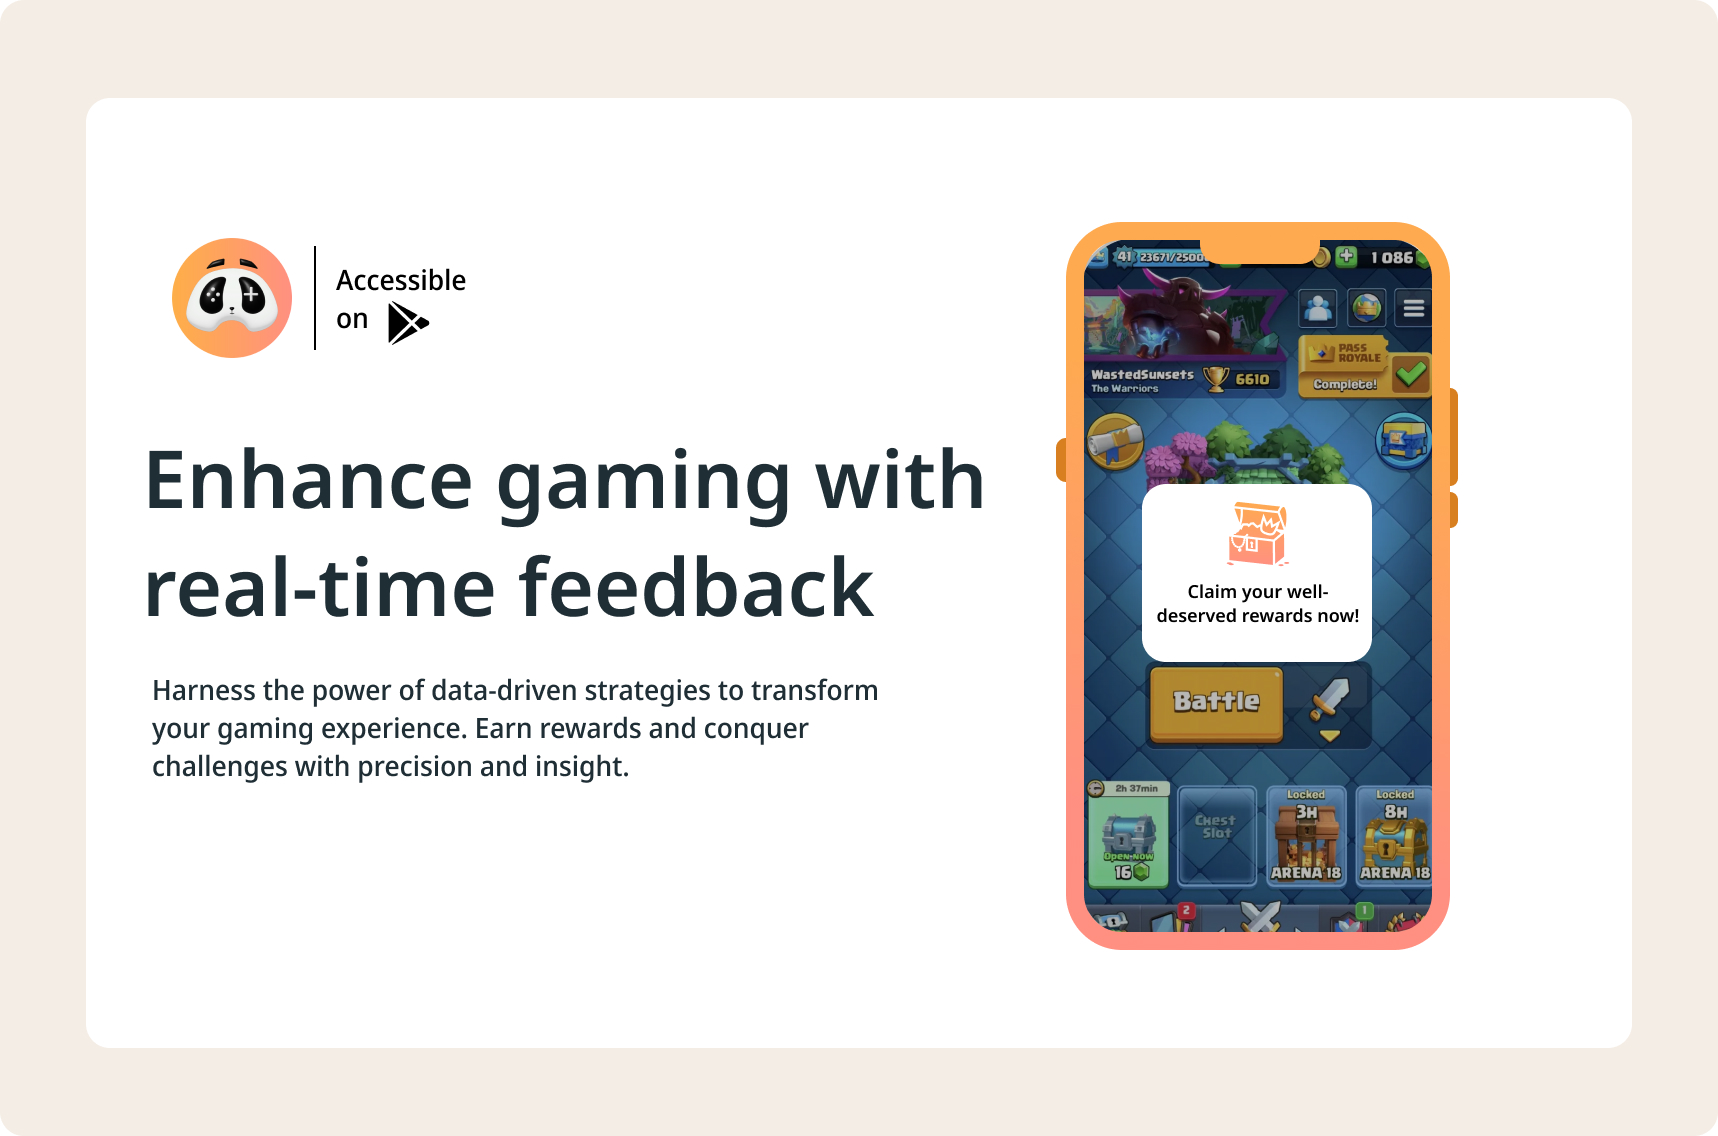 Accessible
on
Enhance gaming with
real-time feedback
Harness the power of data-driven strategies to transform
your gaming experience. Earn rewards and conquer
challenges with precision and insight.
41 23671/2500 1 086
PASS
ROYALE
WastedSunsets 6610 Complete!
The Warriors
Claim your well-
deserved rewards now!
Battle
2h 37min
Chest
Slot
Open now
16
Locked
3H
ARENA 18
Locked
8H
ARENA 18
2 1